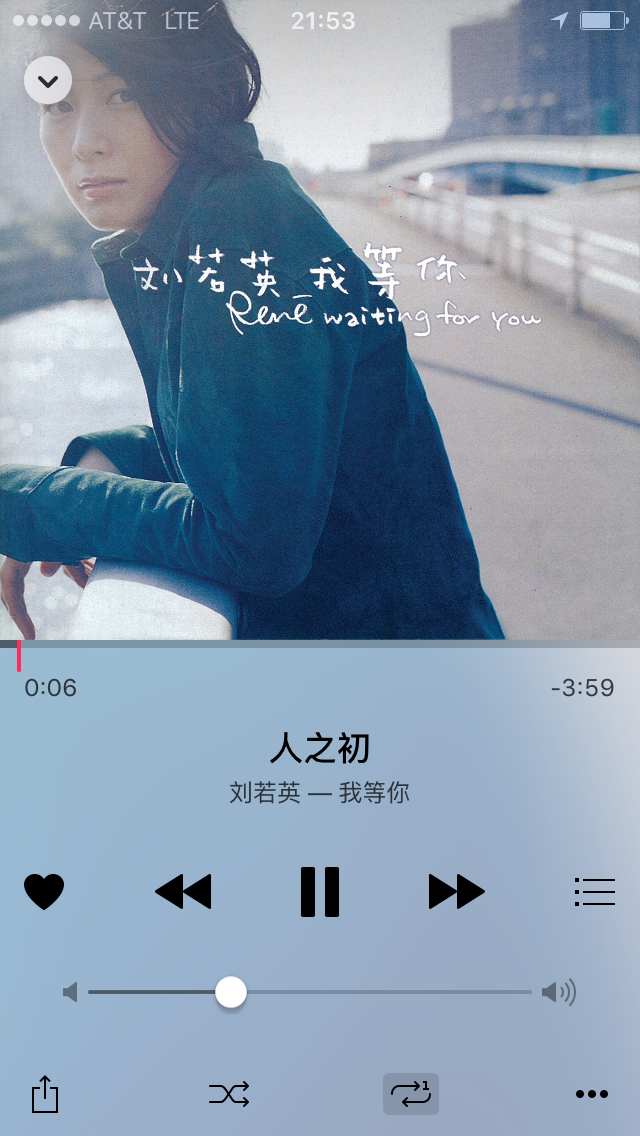 AT&T LTE 21:53
刘若英 我等你
René waiting for you
0:06 -3:59
人之初
刘若英 — 我等你
1